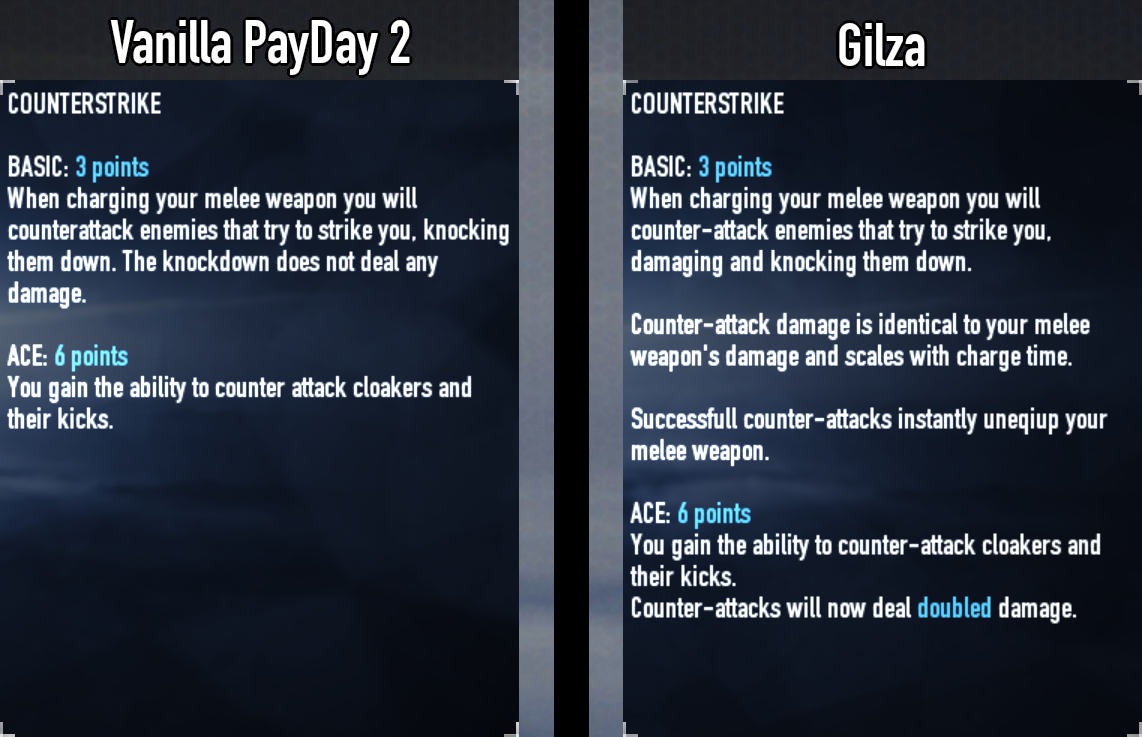 Vanilla PayDay 2
COUNTERSTRIKE
BASIC: 3 points
When charging your melee weapon you will
counterattack enemies that try to strike you, knocking
them down. The knockdown does not deal any
damage.
ACE: 6 points
You gain the ability to counter attack cloakers and
their kicks.
Gilza
COUNTERSTRIKE
BASIC: 3 points
When charging your melee weapon you will
counter-attack enemies that try to strike you,
damaging and knocking them down.
Counter-attack damage is identical to your melee
weapon's damage and scales with charge time.
Successfull counter-attacks instantly uneqiup your
melee weapon.
ACE: 6 points
You gain the ability to counter-attack cloakers and
their kicks.
Counter-attacks will now deal doubled damage.